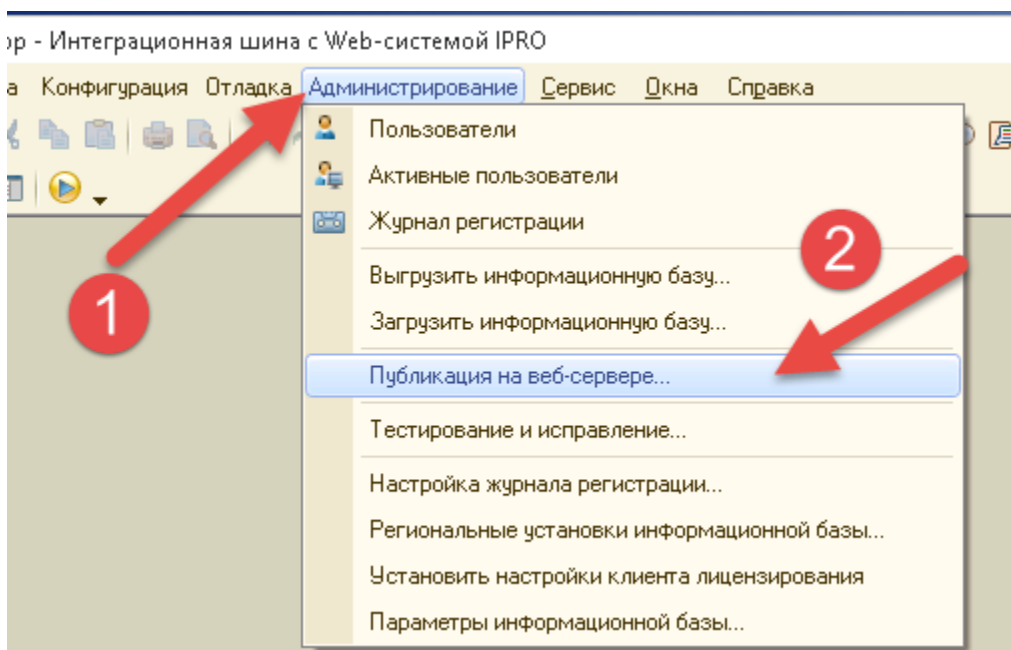 ор - Интеграционная шина с Web-системой IPRO
а Конфигурация Отладка Администрирование Сервис Окна Справка
Пользователи
Активные пользователи
Журнал регистрации
2
Выгрузить информационную базу...
1
Загрузить информационную базу...
Публикация на веб-сервере...
Тестирование и исправление...
Настройка журнала регистрации...
Региональные установки информационной базы...
Установить настройки клиента лицензирования
Параметры информационной базы...